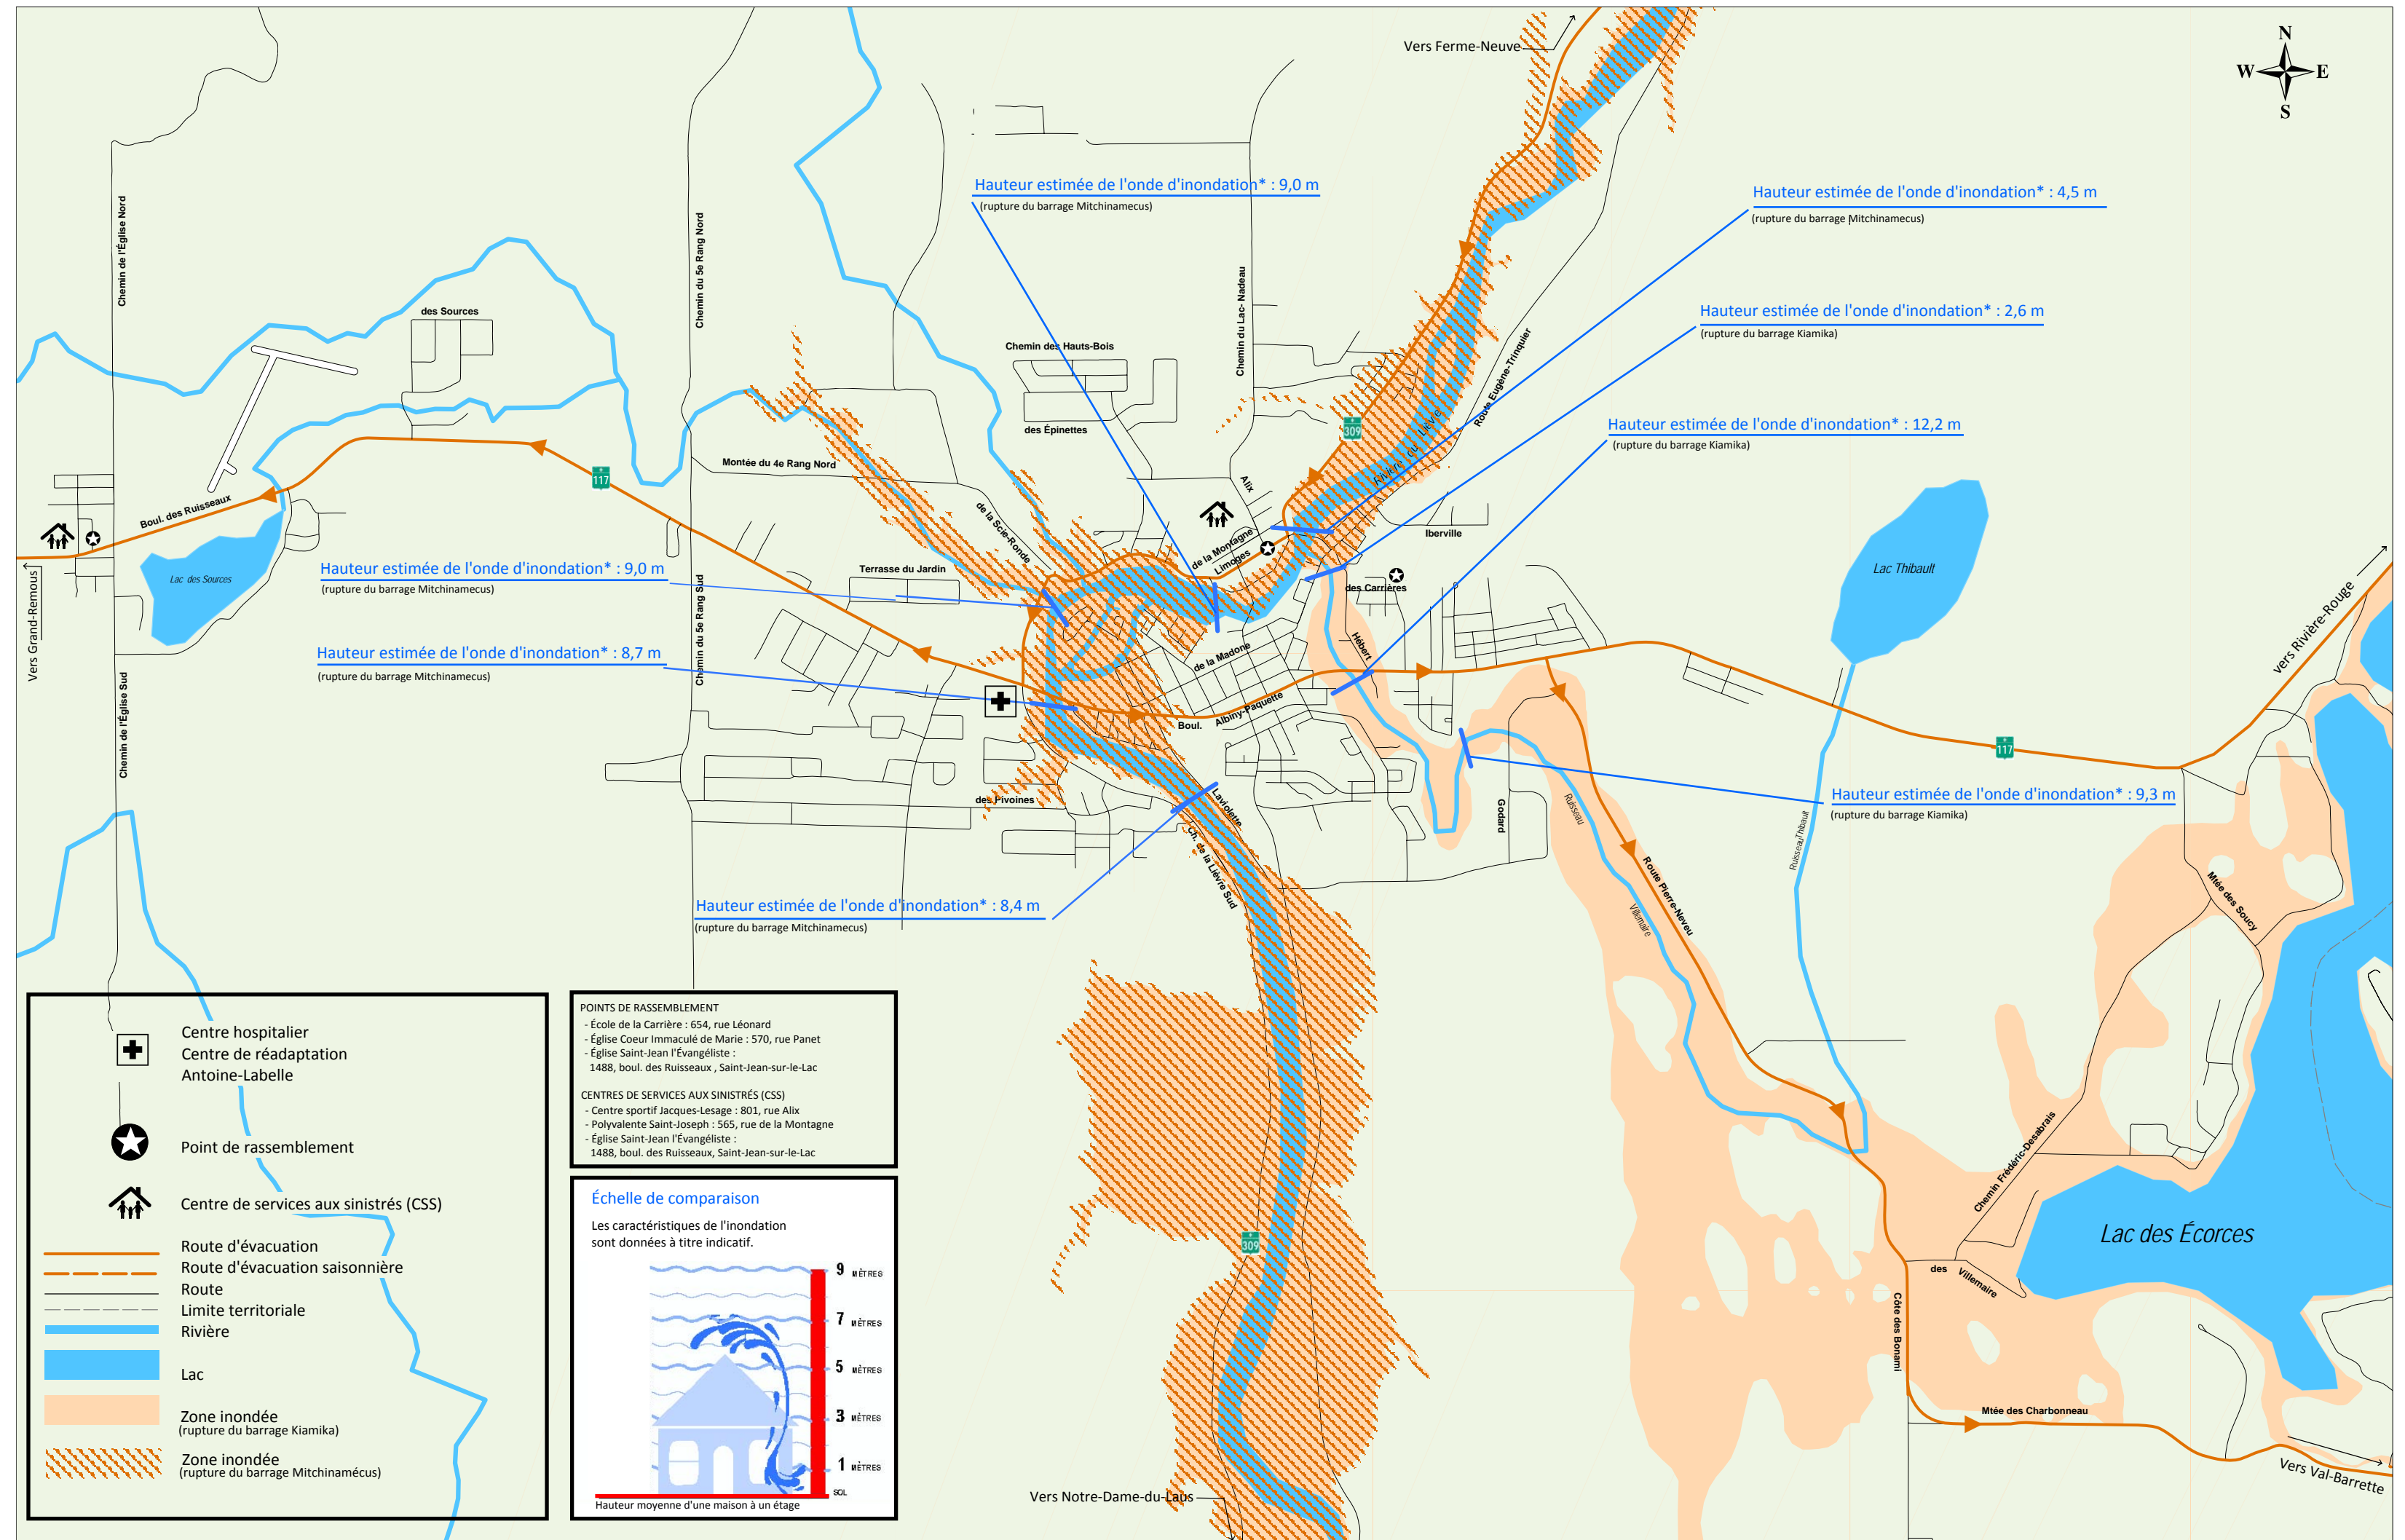 Vers Ferme-Neuve
N
W
E
S
Hauteur estimée de l'onde d'inondation* : 9,0 m
(rupture du barrage Mitchinamecus)
Hauteur estimée de l'onde d'inondation* : 4,5 m
(rupture du barrage Mitchinamecus)
Hauteur estimée de l'onde d'inondation* : 2,6 m
(rupture du barrage Kiamika)
Hauteur estimée de l'onde d'inondation* : 12,2 m
(rupture du barrage Kiamika)
Chemin de l'Église Nord
Chemin du 5e Rang Nord
Chemin du Lac- Nadeau
des Sources
Chemin des Hauts-Bois
des Épinettes
Route Eugène-Trinquier
309
Rivière du Lièvre
Montée du 4e Rang Nord
117
Boul. des Ruisseaux
de la Scie-Ronde
Alix
de la Montagne
Limoges
Iberville
des Carrières
Lac Thibault
Lac des Sources
Vers Grand-Remous
vers Rivière-Rouge
Hauteur estimée de l'onde d'inondation* : 9,0 m
(rupture du barrage Mitchinamecus)
Terrasse du Jardin
Chemin du 5e Rang Sud
Hauteur estimée de l'onde d'inondation* : 8,7 m
(rupture du barrage Mitchinamecus)
de la Madone
Hébert
Boul.
Albiny-Paquette
Chemin de l'Église Sud
117
des Pivoines
Laviolette
Ch. de la Lièvre Sud
Godard
Ruisseau
Villemaire
Route Pierre-Neveu
Ruisseau Thibault
Hauteur estimée de l'onde d'inondation* : 9,3 m
(rupture du barrage Kiamika)
Hauteur estimée de l'onde d'inondation* : 8,4 m
(rupture du barrage Mitchinamecus)
Mtée des Soucy
Chemin Frédéric-Desabrais
Lac des Écorces
des
Villemaire
Côte des Bonami
Mtée des Charbonneau
Vers Val-Barrette
309
Vers Notre-Dame-du-Laus
Centre hospitalier
Centre de réadaptation
Antoine-Labelle
Point de rassemblement
Centre de services aux sinistrés (CSS)
Route d'évacuation
Route d'évacuation saisonnière
Route
Limite territoriale
Rivière
Lac
Zone inondée
(rupture du barrage Kiamika)
Zone inondée
(rupture du barrage Mitchinamécus)
POINTS DE RASSEMBLEMENT
- École de la Carrière : 654, rue Léonard
- Église Coeur Immaculé de Marie : 570, rue Panet
- Église Saint-Jean l'Évangéliste :
1488, boul. des Ruisseaux , Saint-Jean-sur-le-Lac
CENTRES DE SERVICES AUX SINISTRÉS (CSS)
- Centre sportif Jacques-Lesage : 801, rue Alix
- Polyvalente Saint-Joseph : 565, rue de la Montagne
- Église Saint-Jean l'Évangéliste :
1488, boul. des Ruisseaux, Saint-Jean-sur-le-Lac
Échelle de comparaison
Les caractéristiques de l'inondation
sont données à titre indicatif.
9 MÈTRES
7 MÈTRES
5 MÈTRES
3 MÈTRES
1 MÈTRES
SOL
Hauteur moyenne d'une maison à un étage